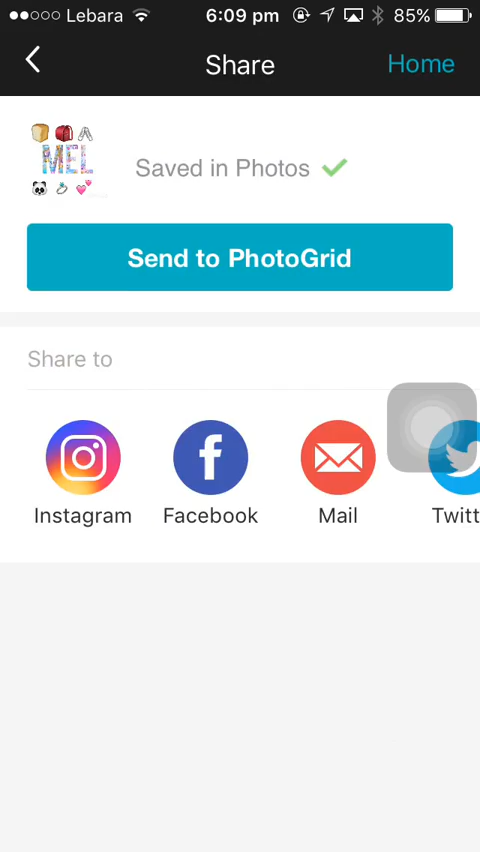 Lebara 6:09 pm 85%
Share Home
MEL
Saved in Photos
Send to PhotoGrid
Share to
Instagram Facebook Mail Twitt